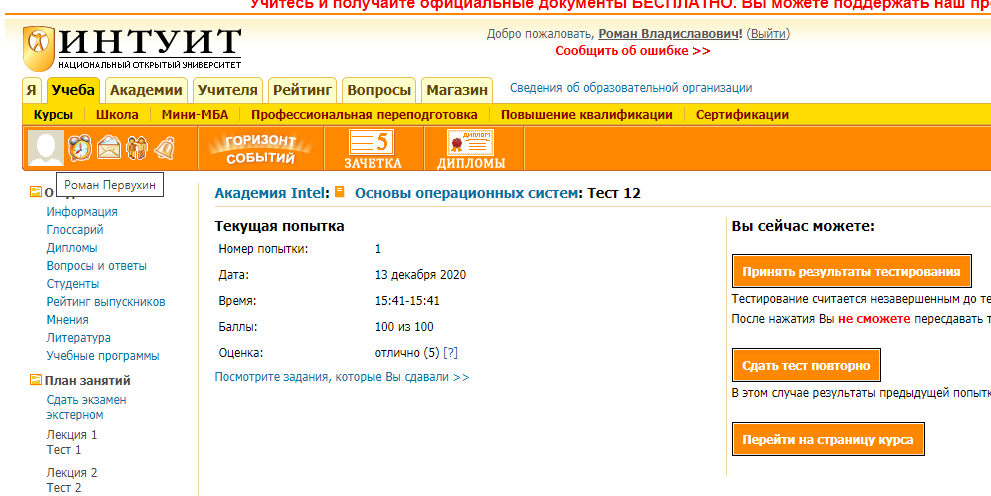 Учитесь и получайте официальные документы БЕСПЛАТНО. Вы можете поддержать наш
ИНТУИТ
НАЦИОНАЛЬНЫЙ ОТКРЫТЫЙ УНИВЕРСИТЕТ
Добро пожаловать, Роман Владиславович! (Выйти)
Сообщить об ошибке >>
Я Учеба Академии Учителя Рейтинг Вопросы Магазин Сведения об образовательной организации
Курсы Школа Мини-МБА Профессиональная переподготовка Повышение квалификации Сертификации
ГОРИЗОНТ СОБЫТИЙ
5
ЗАЧЕТКА
ДИПЛОМ
ДИПЛОМЫ
Роман Первухин
Информация
Глоссарий
Дипломы
Вопросы и ответы
Студенты
Рейтинг выпускников
Мнения
Литература
Учебные программы
План занятий
Сдать экзамен
экстерном
Лекция 1
Тест 1
Лекция 2
Тест 2
Академия Intel: Основы операционных систем: Тест 12
Текущая попытка
Номер попытки: 1
Дата: 13 декабря 2020
Время: 15:41-15:41
Баллы: 100 из 100
Оценка: отлично (5) [?]
Посмотрите задания, которые Вы сдавали >>
Вы сейчас можете:
Принять результаты тестирования
Тестирование считается незавершенным до
После нажатия Вы не сможете пересдавать
Сдать тест повторно
В этом случае результаты предыдущей
Перейти на страницу курса